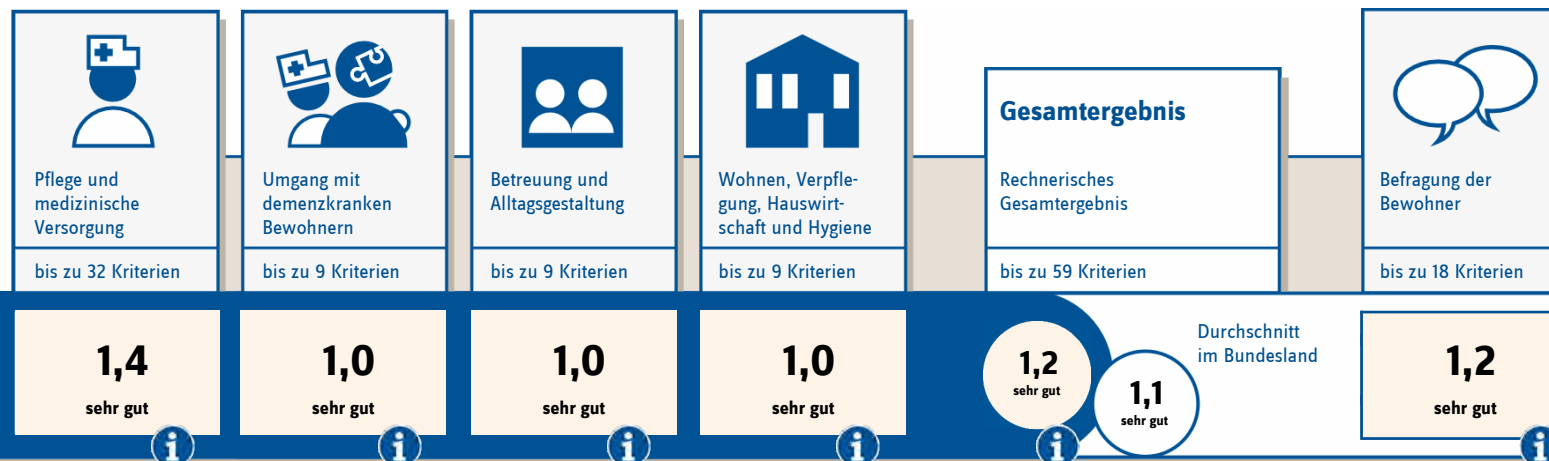 Pflege und
medizinische
Versorgung
bis zu 32 Kriterien
1,4
sehr gut
Umgang mit
demenzkranken
Bewohnern
bis zu 9 Kriterien
1,0
sehr gut
Betreuung und
Alltagsgestaltung
bis zu 9 Kriterien
1,0
sehr gut
Wohnen, Verpfle-
gung, Hauswirt-
schaft und Hygiene
bis zu 9 Kriterien
1,0
sehr gut
Gesamtergebnis
Rechnerisches
Gesamtergebnis
bis zu 59 Kriterien
1,2
sehr gut
1,1
sehr gut
Durchschnitt
im Bundesland
Befragung der
Bewohner
bis zu 18 Kriterien
1,2
sehr gut